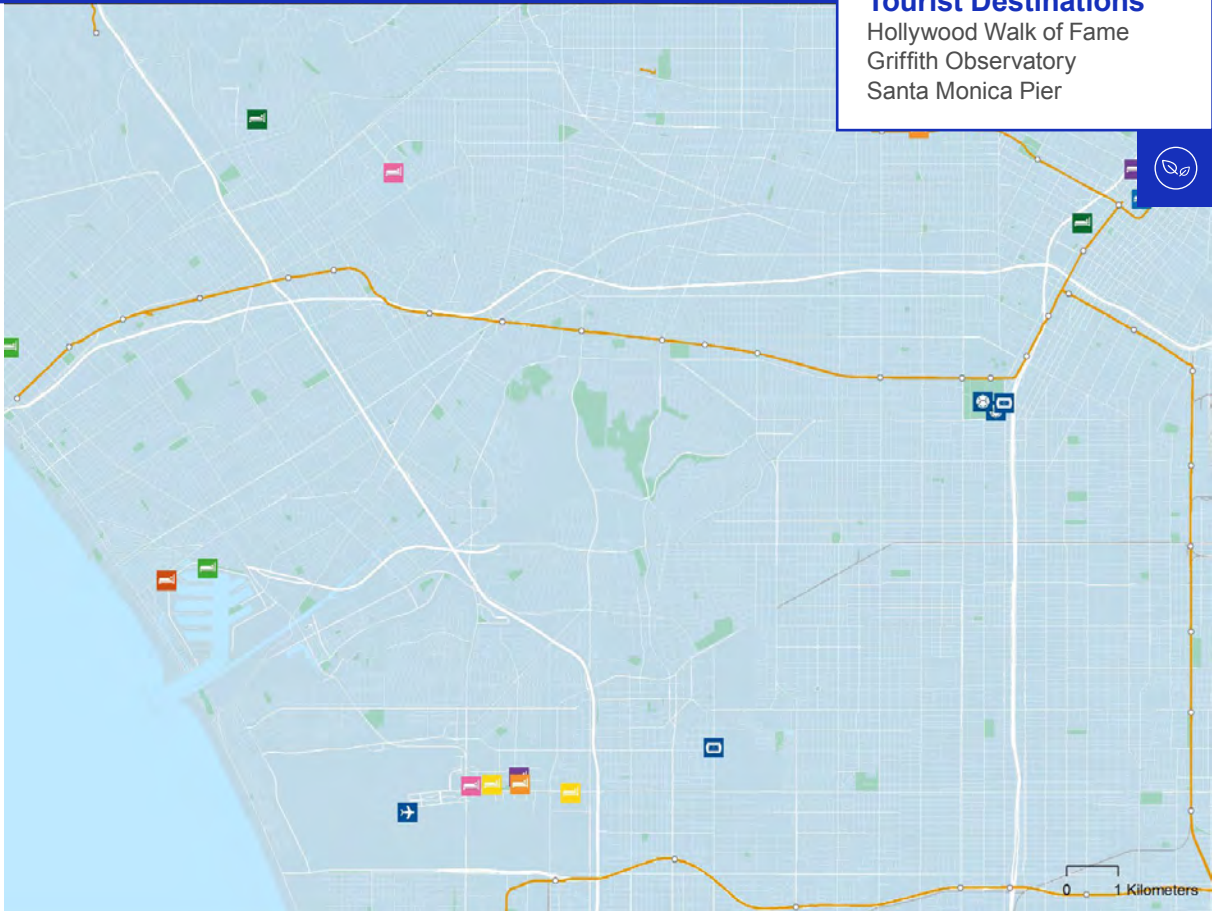 Tourist Destinations
Hollywood Walk of Fame
Griffith Observatory
Santa Monica Pier
0 1 Kilometers